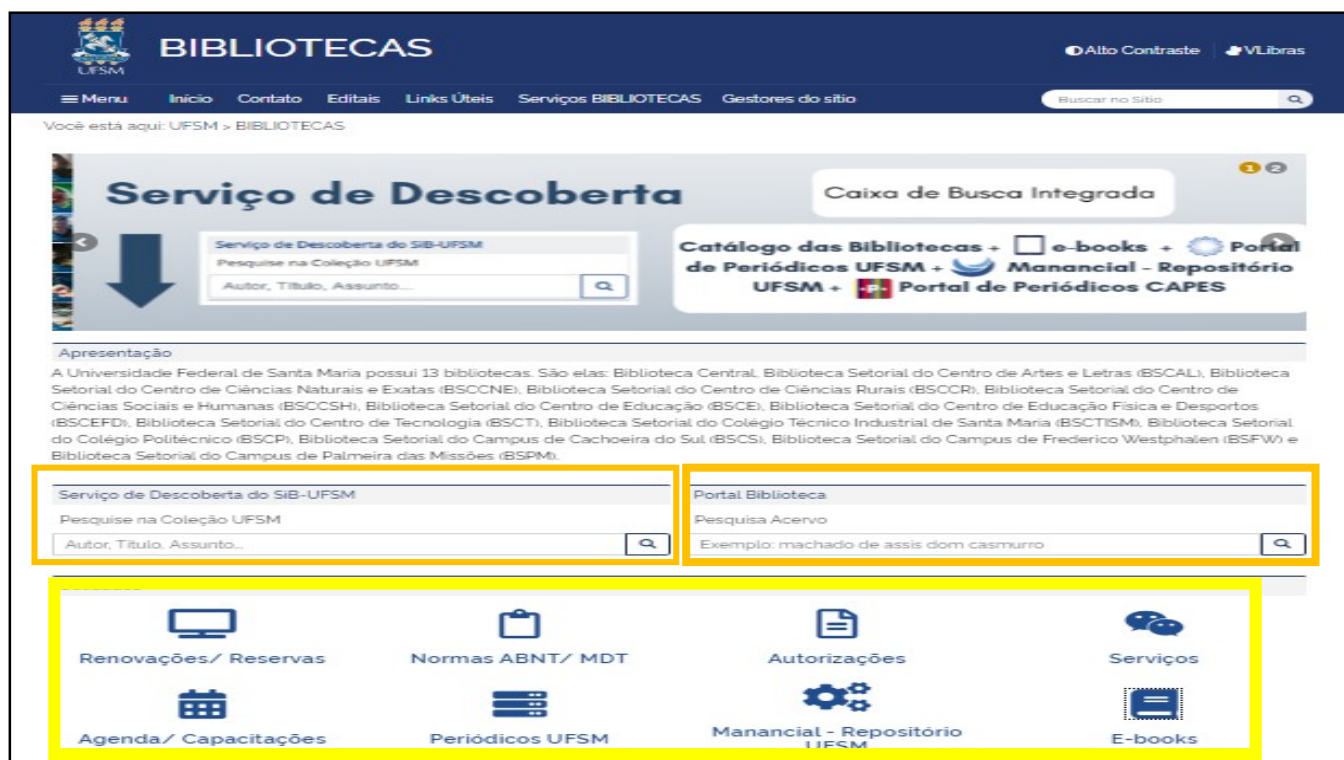 UFSM
BIBLIOTECAS
Alto Contraste
VLibras
Menu Início Contato Editais Links Úteis Serviços BIBLIOTECAS Gestores do sítio
Buscar no Sítio
Você está aqui: UFSM > BIBLIOTECAS
Serviço de Descoberta
Serviço de Descoberta do SiB-UFSM
Pesquise na Coleção UFSM
Autor, Título, Assunto...
1 2
Caixa de Busca Integrada
Catálogo das Bibliotecas + e-books + Portal
de Periódicos UFSM + Manancial - Repositório
UFSM + .P. Portal de Periódicos CAPES
Apresentação
A Universidade Federal de Santa Maria possui 13 bibliotecas. São elas: Biblioteca Central, Biblioteca Setorial do Centro de Artes e Letras (BSCAL), Biblioteca
Setorial do Centro de Ciências Naturais e Exatas (BSCCNE), Biblioteca Setorial do Centro de Ciências Rurais (BSCCR), Biblioteca Setorial do Centro de
Ciências Sociais e Humanas (BSCCSH), Biblioteca Setorial do Centro de Educação (BSCE), Biblioteca Setorial do Centro de Educação Física e Desportos
(BSCEFD), Biblioteca Setorial do Centro de Tecnologia (BSCT), Biblioteca Setorial do Colégio Técnico Industrial de Santa Maria (BSCTISM), Biblioteca Setorial
do Colégio Politécnico (BSCP), Biblioteca Setorial do Campus de Cachoeira do Sul (BSCS), Biblioteca Setorial do Campus de Frederico Westphalen (BSFW) e
Biblioteca Setorial do Campus de Palmeira das Missões (BSPM).
Serviço de Descoberta do SiB-UFSM
Pesquise na Coleção UFSM
Autor, Título, Assunto...
Portal Biblioteca
Pesquisa Acervo
Exemplo: machado de assis dom casmurro
Renovações/ Reservas
Normas ABNT/ MDT
Autorizações
Serviços
Agenda/ Capacitações
Periódicos UFSM
Manancial - Repositório
UFSM
E-books